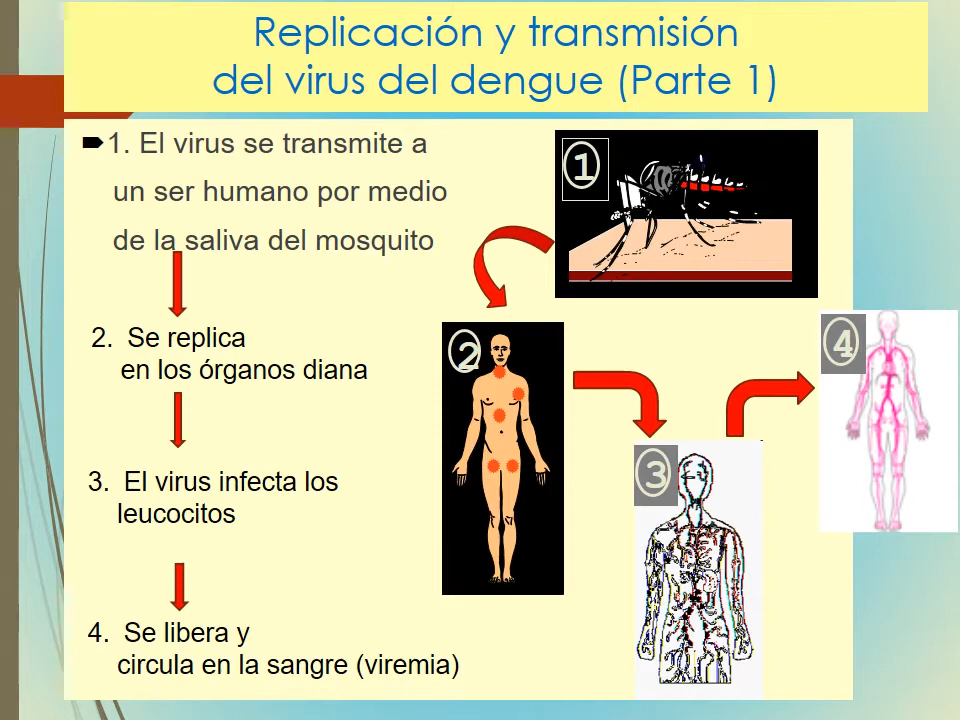 Replicación y transmisión
del virus del dengue (Parte 1)
1. El virus se transmite a
un ser humano por medio
de la saliva del mosquito
2. Se replica
en los órganos diana
3. El virus infecta los
leucocitos
4. Se libera y
circula en la sangre (viremia)
1
2
3
4